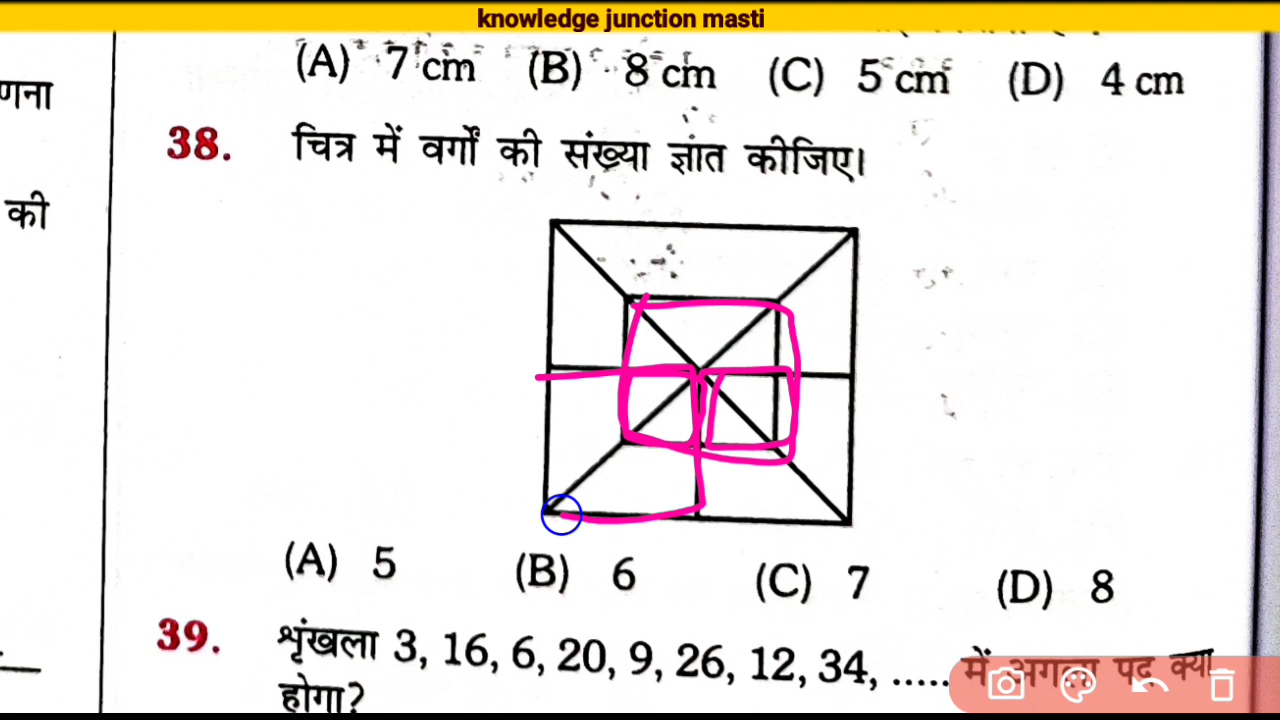 knowledge junction masti
(A) 7 cm (B) 8 cm (C) 5 cm (D) 4 cm
णना
38. चित्र में वर्गों की संख्या ज्ञात कीजिए।
की
(A) 5 (B) 6 (C) 7 (D) 8
39. शृंखला 3, 16, 6, 20, 9, 26, 12, 34, ..... में अगला पद क्या
होगा?